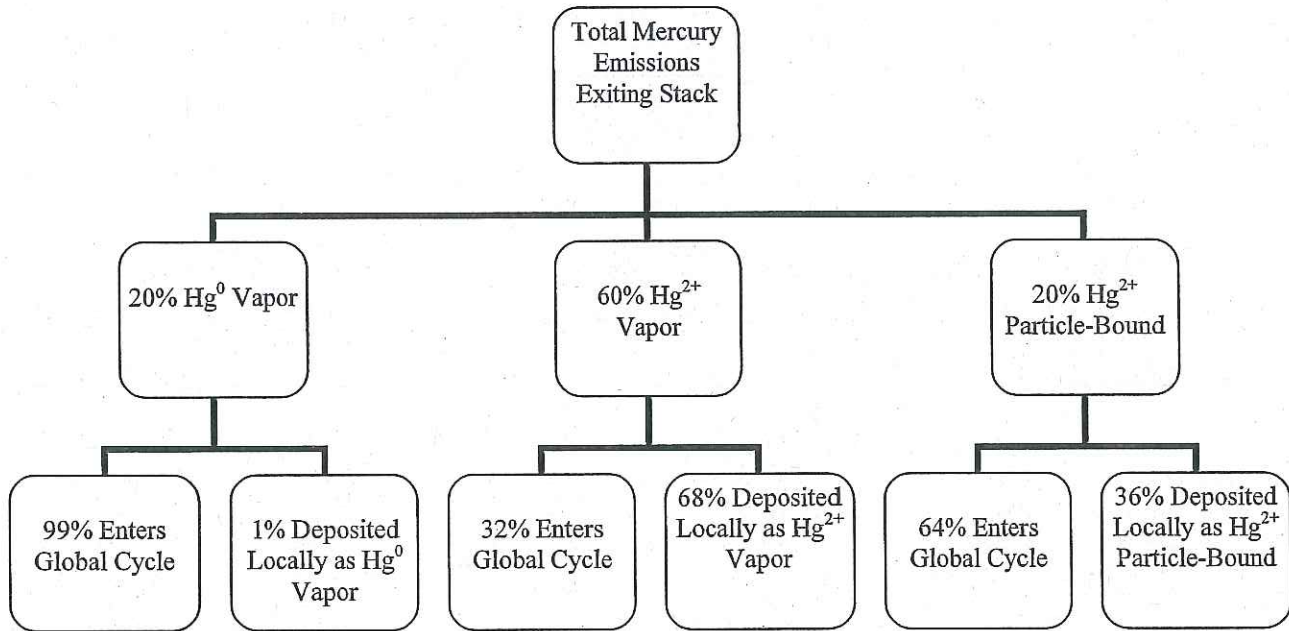 Total Mercury
Emissions
Exiting Stack
20% Hg⁰ Vapor
60% Hg²⁺
Vapor
20% Hg²⁺
Particle-Bound
99% Enters
Global Cycle
1% Deposited
Locally as Hg⁰
Vapor
32% Enters
Global Cycle
68% Deposited
Locally as Hg²⁺
Vapor
64% Enters
Global Cycle
36% Deposited
Locally as Hg²⁺
Particle-Bound